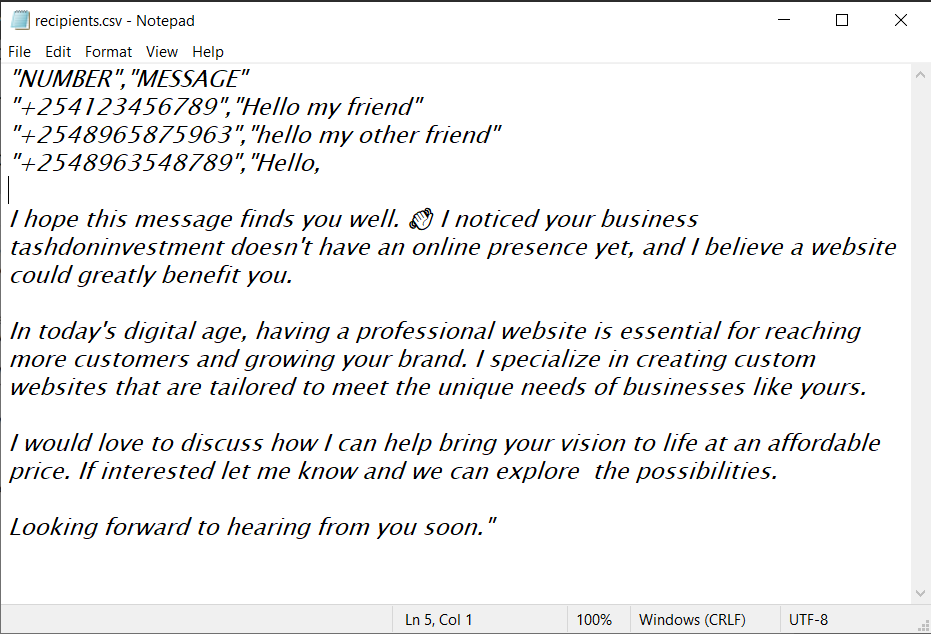 recipients.csv - Notepad
File Edit Format View Help
"NUMBER","MESSAGE"
"+254123456789","Hello my friend"
"+2548965875963","hello my other friend"
"+2548963548789","Hello,
I hope this message finds you well. 👋 I noticed your business
tashdoninvestment doesn't have an online presence yet, and I believe a website
could greatly benefit you.
In today's digital age, having a professional website is essential for reaching
more customers and growing your brand. I specialize in creating custom
websites that are tailored to meet the unique needs of businesses like yours.
I would love to discuss how I can help bring your vision to life at an affordable
price. If interested let me know and we can explore  the possibilities.
Looking forward to hearing from you soon."
Ln 5, Col 1 100% Windows (CRLF) UTF-8